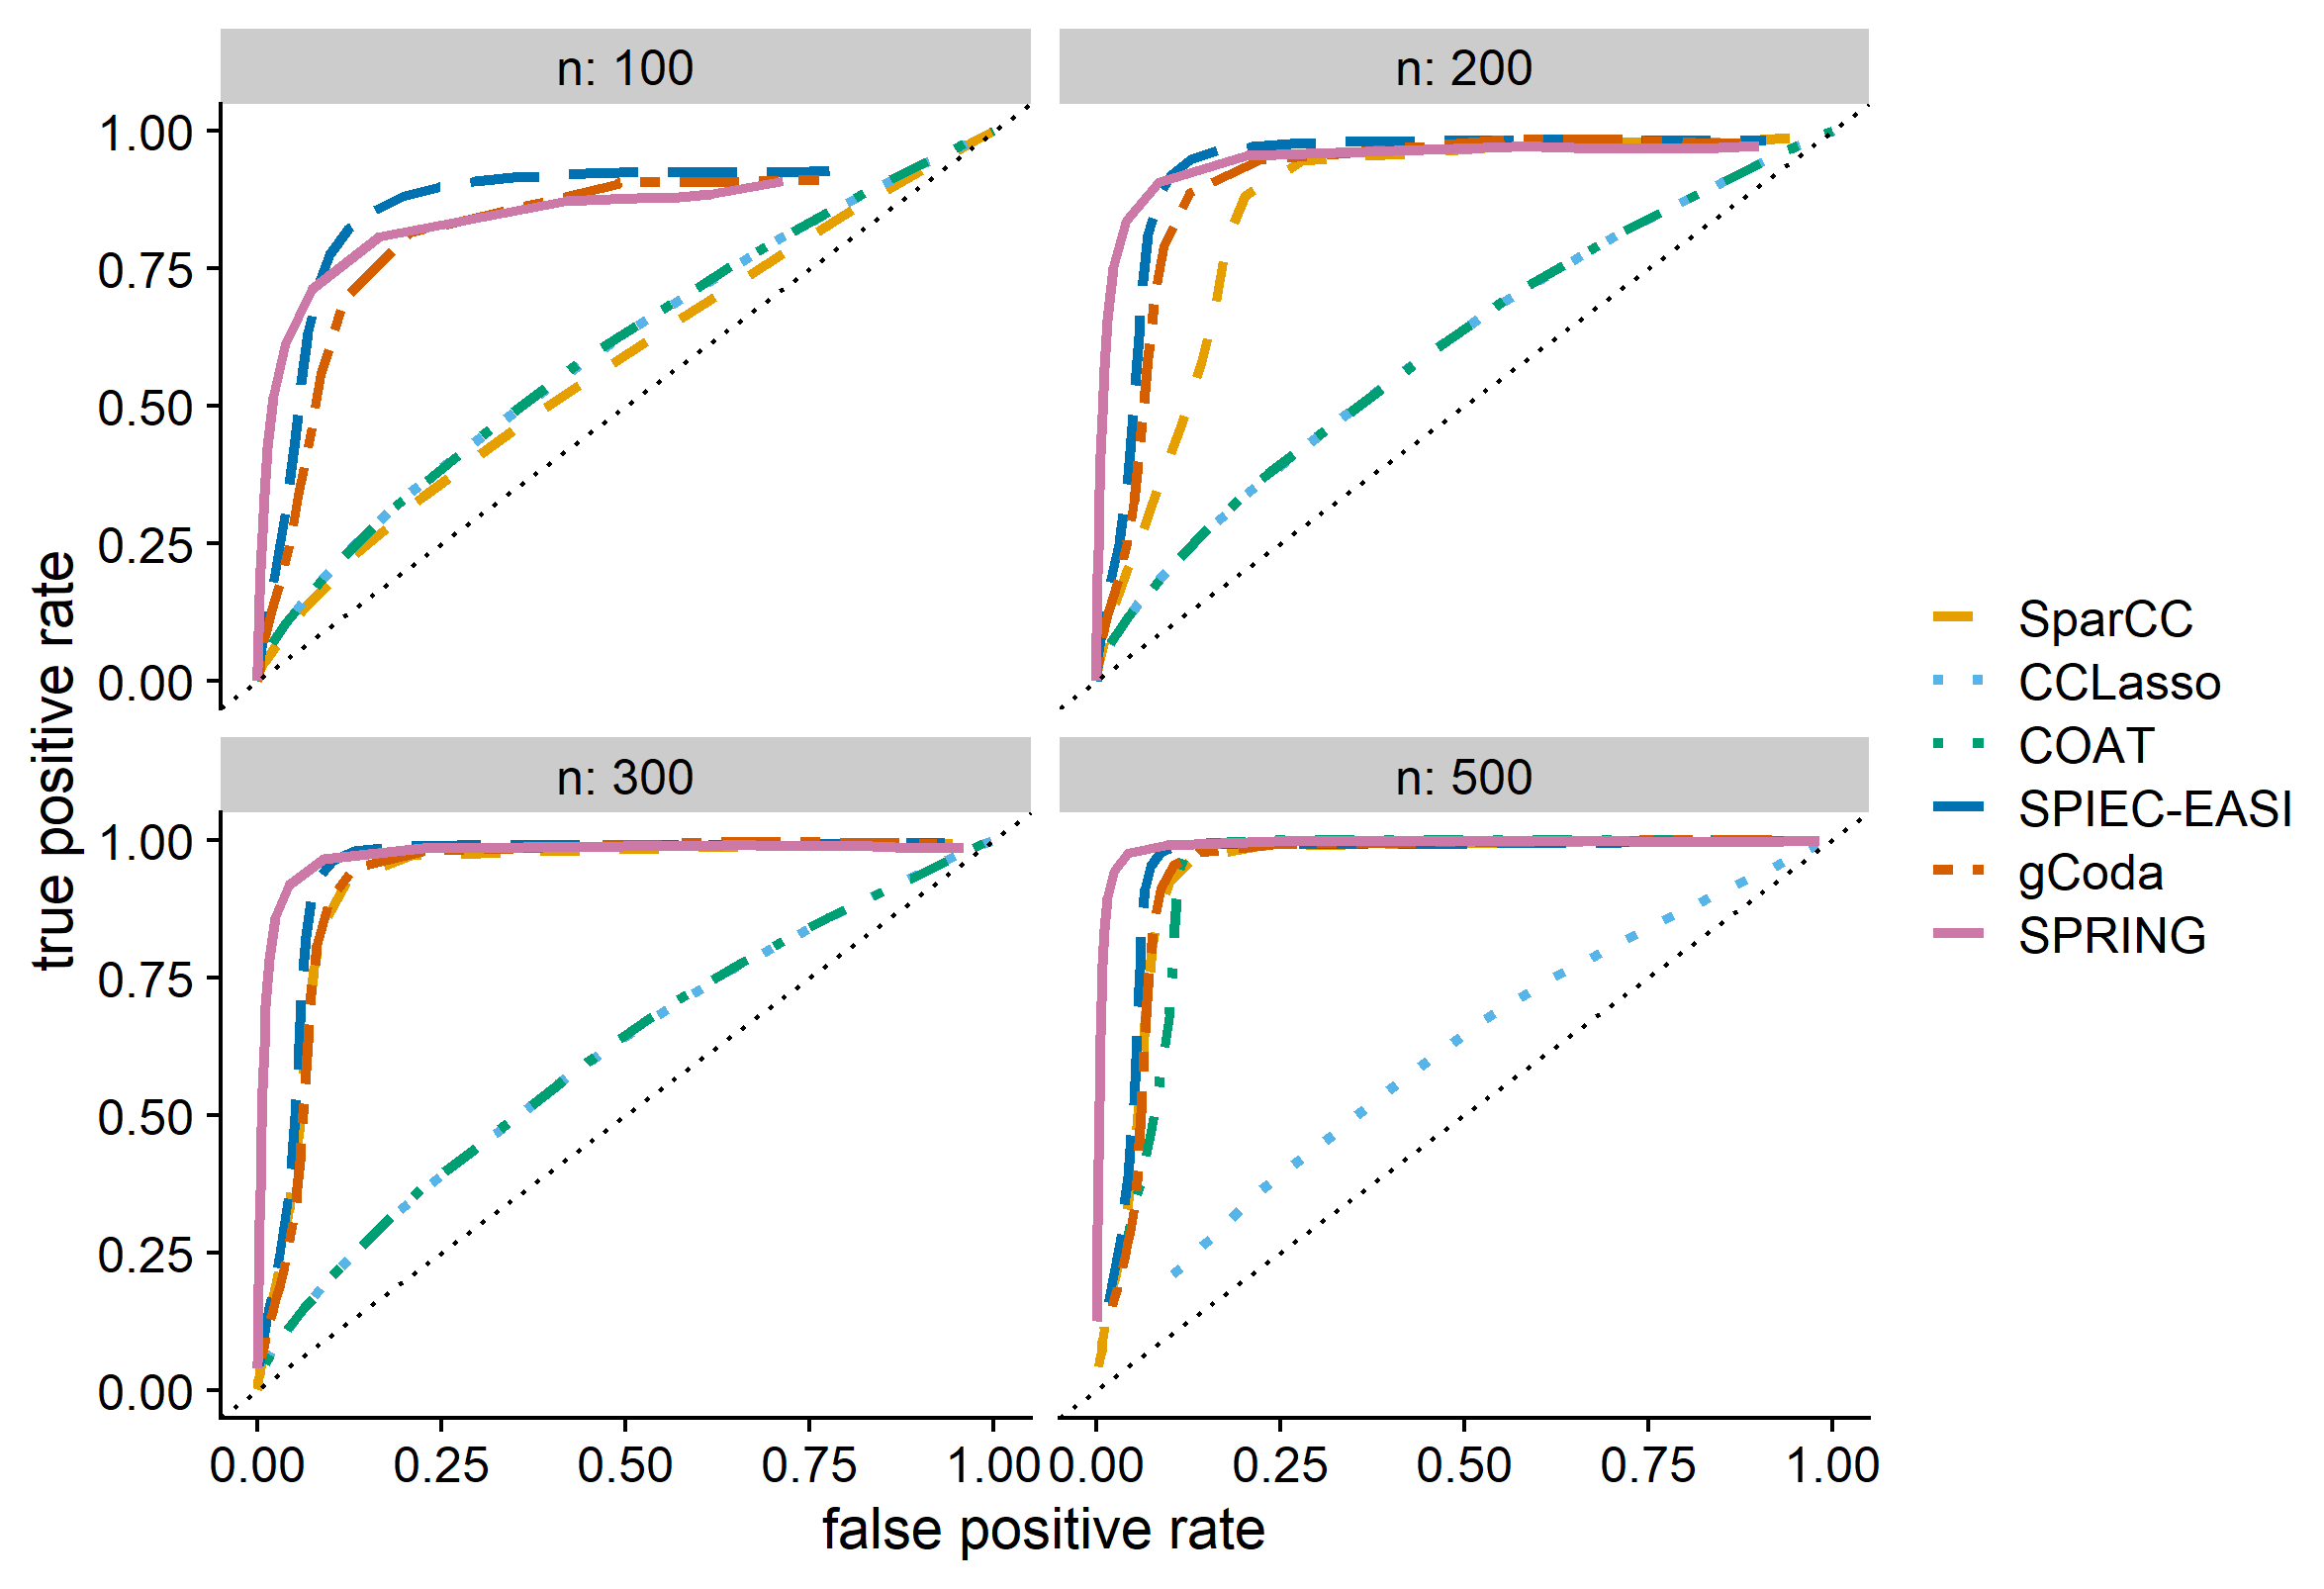 n: 100
n: 200
1.00
0.75
0.50
0.25
0.00
n: 300
n: 500
1.00
0.75
0.50
0.25
0.00
0.00 0.25 0.50 0.75 1.00 0.00 0.25 0.50 0.75 1.00
false positive rate
true positive rate
SparCC
CCLasso
COAT
SPIEC-EASI
gCoda
SPRING